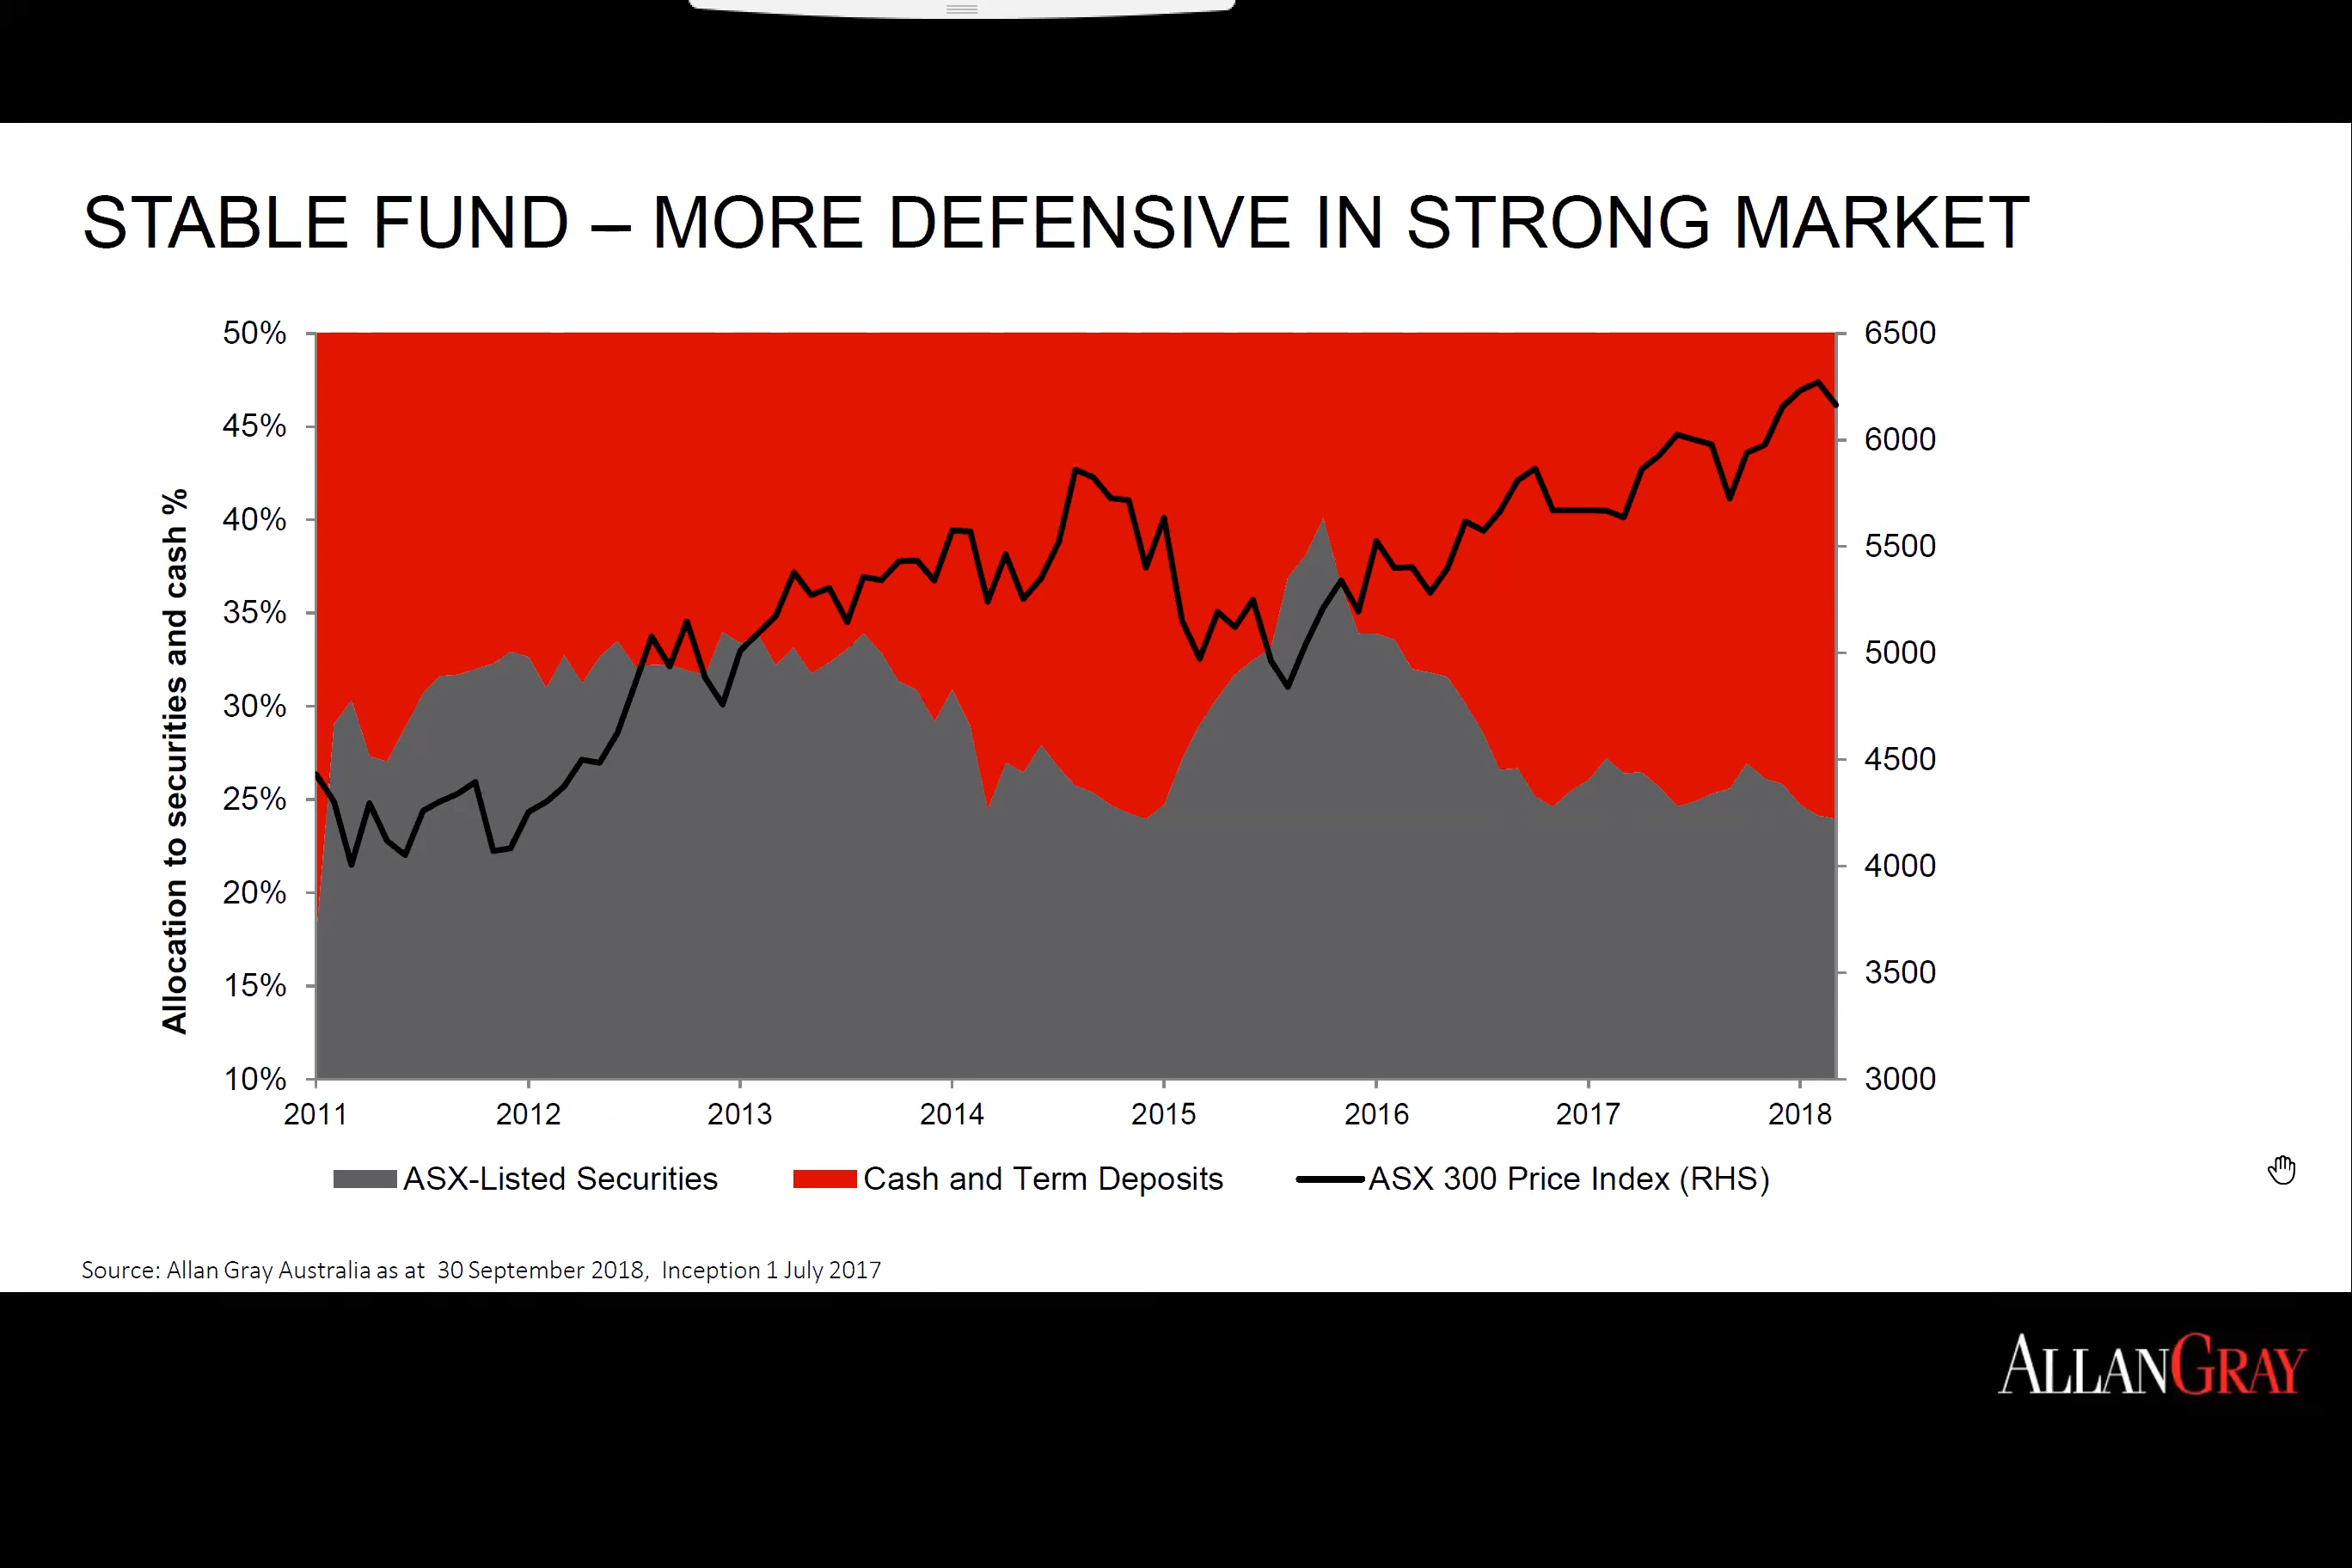 STABLE FUND – MORE DEFENSIVE IN STRONG MARKET
Allocation to securities and cash %
50%
45%
40%
35%
30%
25%
20%
15%
10%
6500
6000
5500
5000
4500
4000
3500
3000
2011 2012 2013 2014 2015 2016 2017 2018
ASX-Listed Securities Cash and Term Deposits ASX 300 Price Index (RHS)
Source: Allan Gray Australia as at 30 September 2018, Inception 1 July 2017
ALLANGRAY